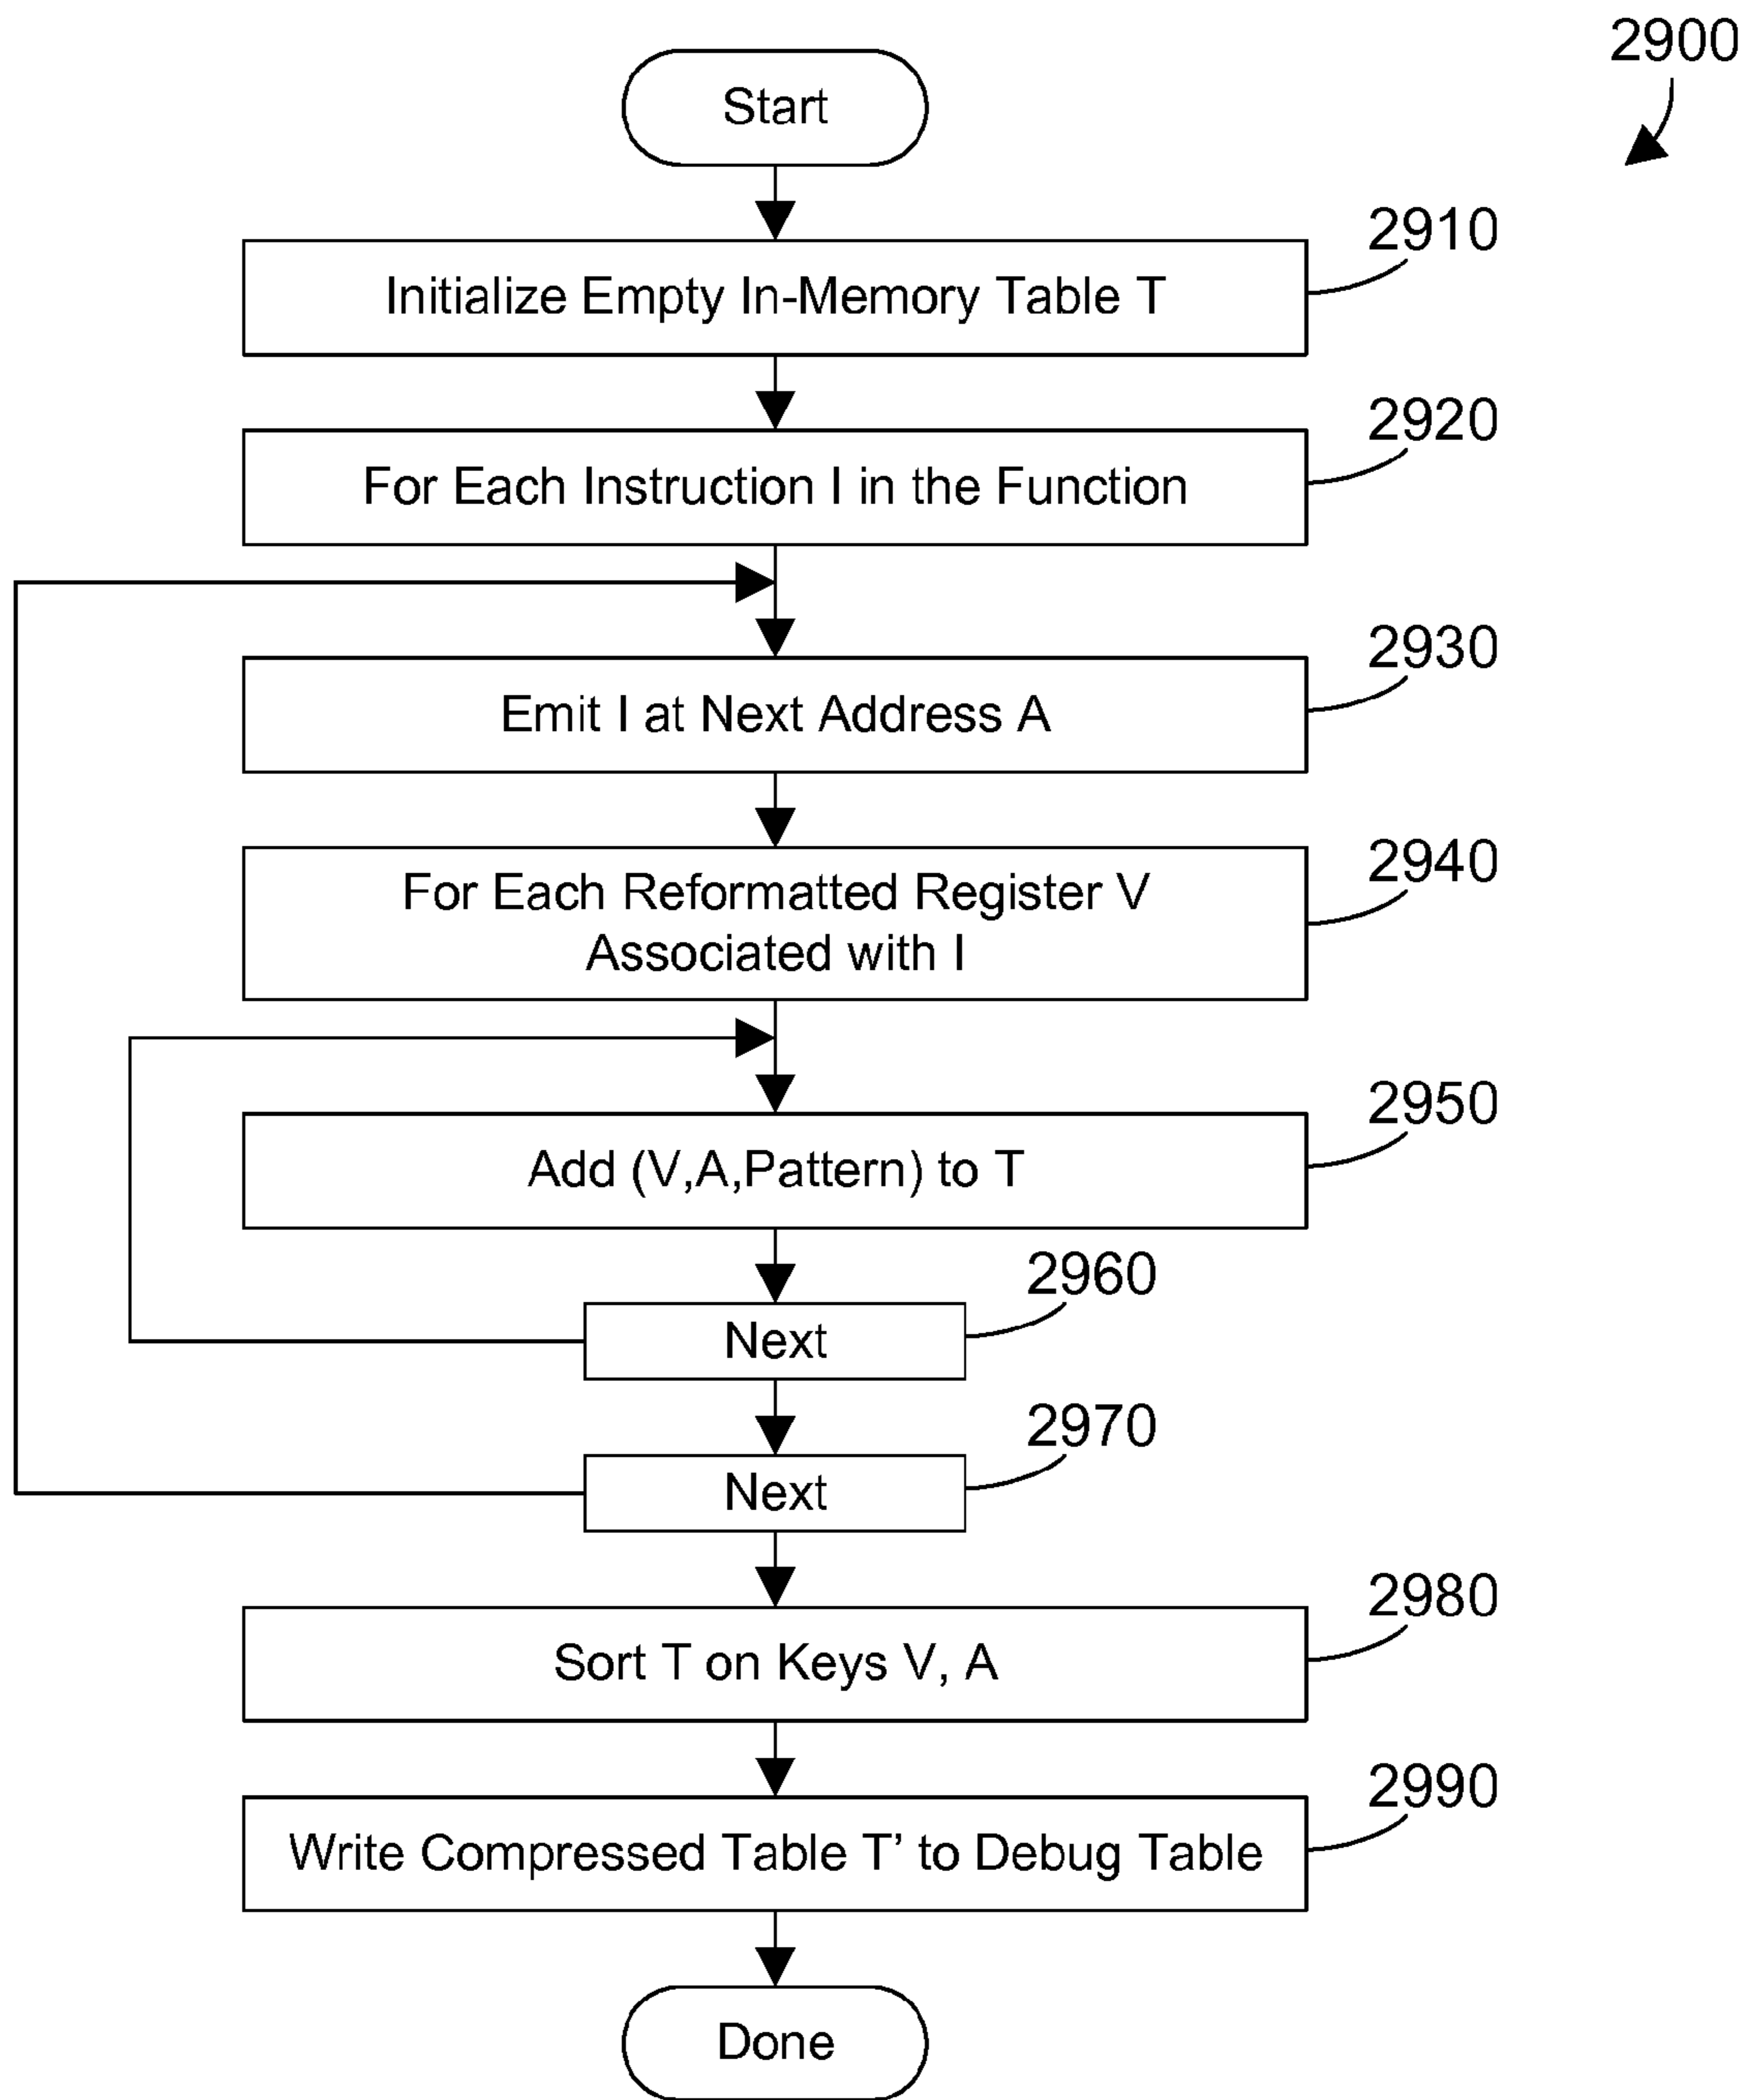 2900
Start
2910
Initialize Empty In-Memory Table T
2920
For Each Instruction I in the Function
2930
Emit I at Next Address A
2940
For Each Reformatted Register V
Associated with I
2950
Add (V,A,Pattern) to T
2960
Next
2970
Next
2980
Sort T on Keys V, A
2990
Write Compressed Table T’ to Debug Table
Done